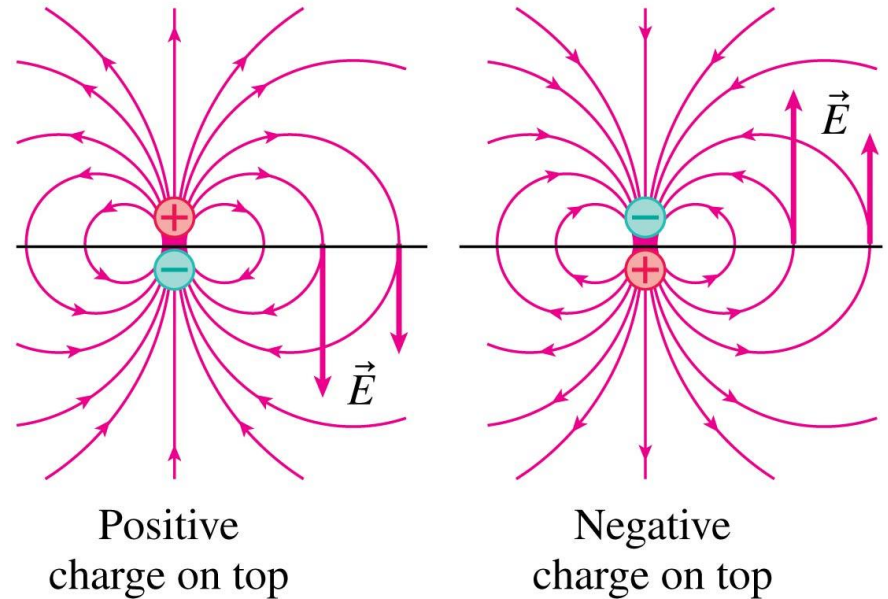 +
−
−
+
E⃗
E⃗
Positive
charge on top
Negative
charge on top